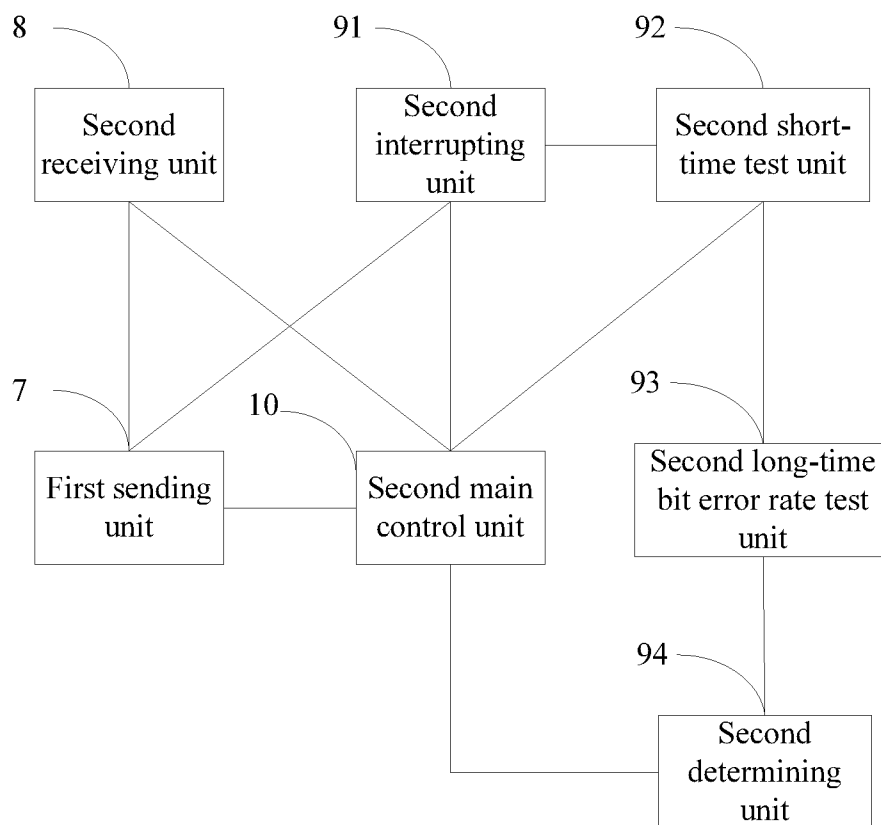 8
91
92
Second
receiving unit
Second
interrupting
unit
Second short-
time test unit
7
10
93
First sending
unit
Second main
control unit
Second long-time
bit error rate test
unit
94
Second
determining
unit